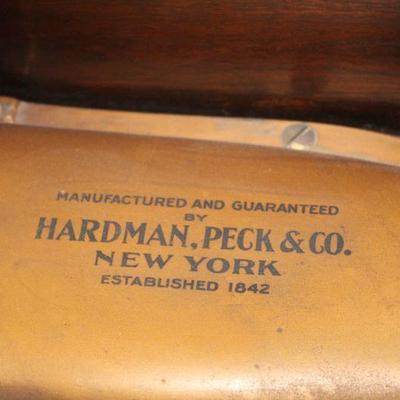 MANUFACTURED AND GUARANTEED
BY
HARDMAN, PECK & CO.
NEW YORK
ESTABLISHED 1842